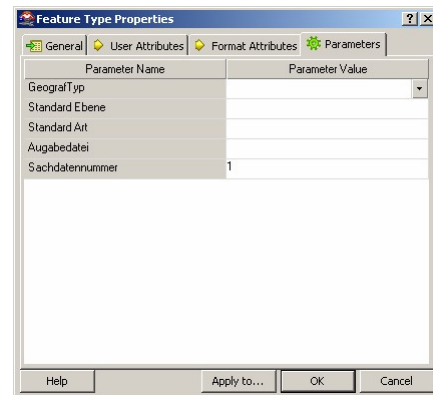 Feature Type Properties
General User Attributes Format Attributes Parameters
Parameter Name Parameter Value
GeografTyp
Standard Ebene
Standard Art
Augabedatei
Sachdatennummer 1
Help Apply to... OK Cancel